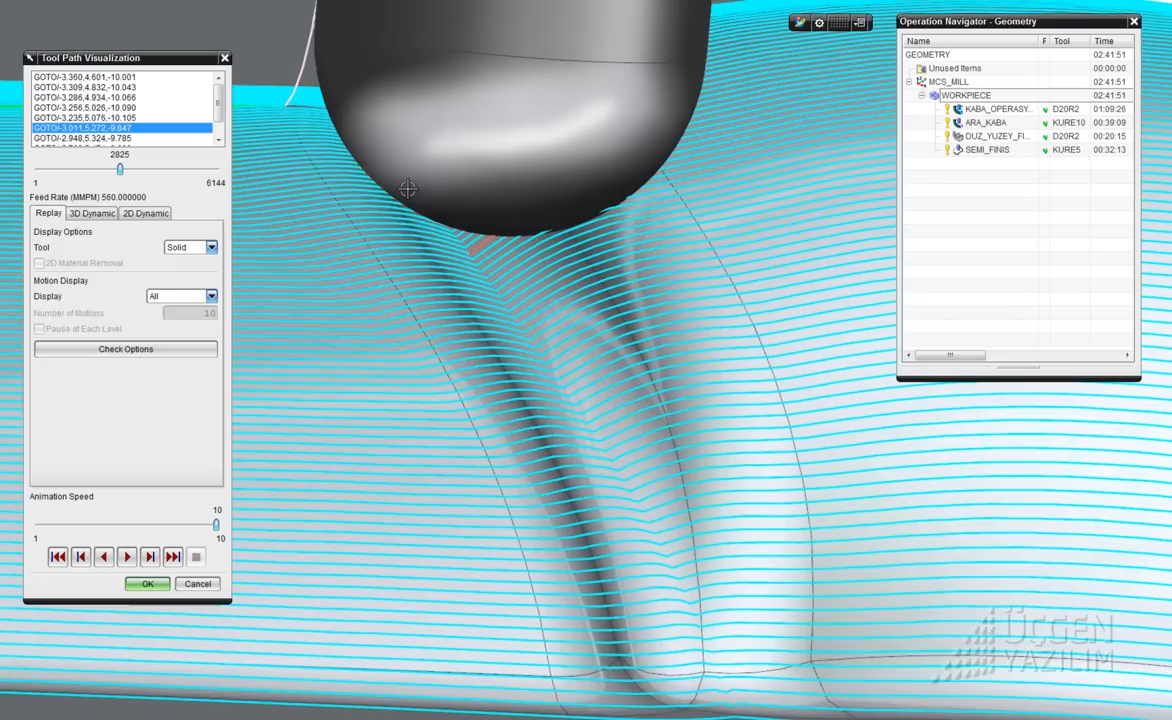 Tool Path Visualization
GOTO/-3.360,4.601,-10.001
GOTO/-3.309,4.832,-10.043
GOTO/-3.286,4.934,-10.066
GOTO/-3.256,5.026,-10.090
GOTO/-3.235,5.076,-10.105
GOTO/-3.011,5.272,-9.847
GOTO/-2.948,5.324,-9.785
2825
1 6144
Feed Rate (MMPM) 560.000000
Replay 3D Dynamic 2D Dynamic
Display Options
Tool Solid
2D Material Removal
Motion Display
Display All
Number of Motions 10
Pause at Each Level
Check Options
Animation Speed
10
1 10
OK Cancel
Operation Navigator - Geometry
Name F Tool Time
GEOMETRY 02:41:51
Unused Items 00:00:00
MCS_MILL 02:41:51
WORKPIECE 02:41:51
KABA_OPERASY... D20R2 01:09:26
ARA_KABA KURE10 00:39:09
DUZ_YUZEY_FI... D20R2 00:20:15
SEMI_FINIS KURE5 00:32:13
ÜÇGEN
YAZILIM